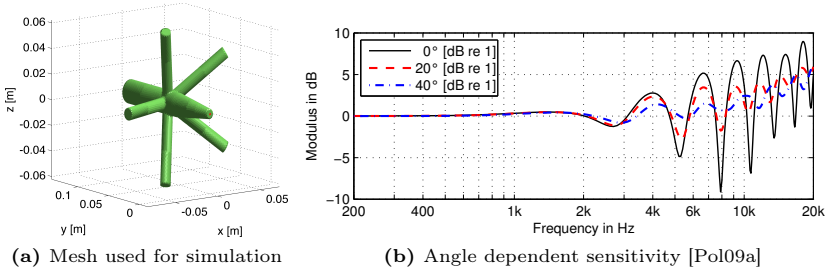 0.06
0.04
0.02
0
-0.02
-0.04
-0.06
z [m]
0.1
0.05
0
y [m]
-0.05
0
0.05
x [m]
(a) Mesh used for simulation
10
5
0
−5
−10
Modulus in dB
0° [dB re 1]
20° [dB re 1]
40° [dB re 1]
200
400
1k
2k
4k
6k
10k
20k
Frequency in Hz
(b) Angle dependent sensitivity [Pol09a]